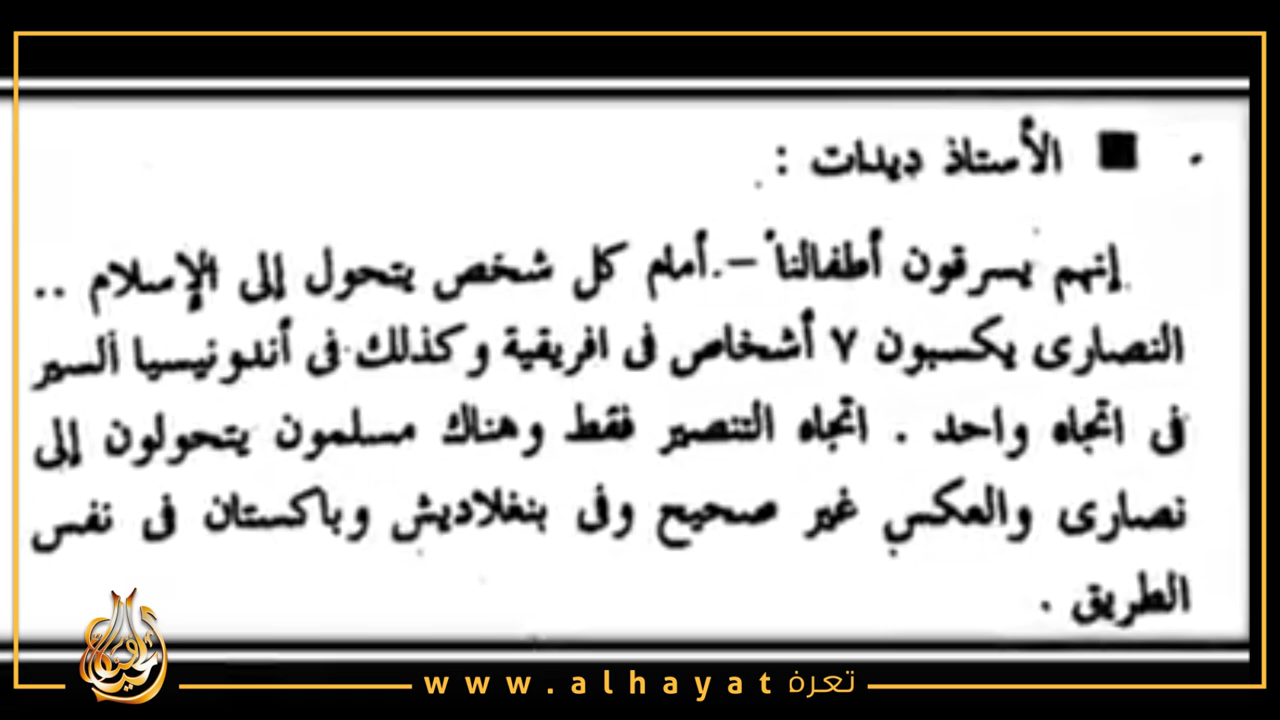 ■ الأستاذ ديدات :
إنهم يسرقون أطفالنا – أمام كل شخص يتحول إلى الإسلام ..
النصارى يكسبون ٧ أشخاص فى افريقية وكذلك فى أندونيسيا السير
فى اتجاه واحد . اتجاه التنصير فقط وهناك مسلمون يتحولون إلى
نصارى والعكس غير صحيح وفى بنغلاديش وباكستان فى نفس
الطريق .
www.alhayat تعرفة